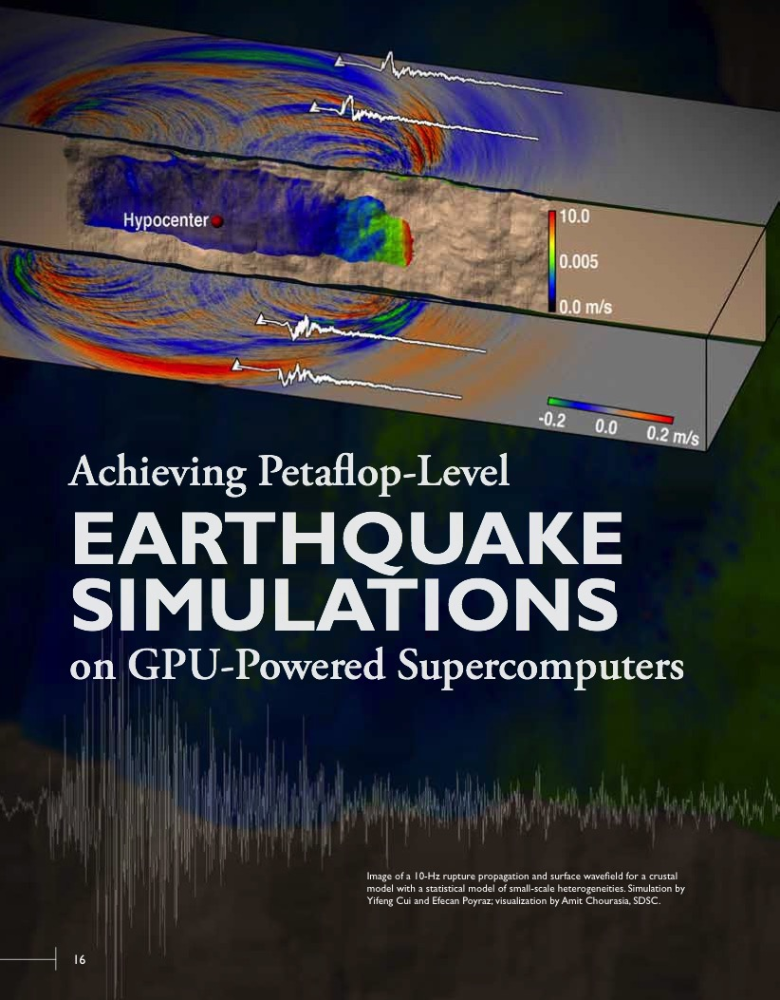 Hypocenter
10.0
0.005
0.0 m/s
-0.2 0.0 0.2 m/s
Achieving Petaflop-Level
EARTHQUAKE
SIMULATIONS
on GPU-Powered Supercomputers
Image of a 10-Hz rupture propagation and surface wavefield for a crustal
model with a statistical model of small-scale heterogeneities. Simulation by
Yifeng Cui and Efecan Poyraz; visualization by Amit Chourasia, SDSC.
16